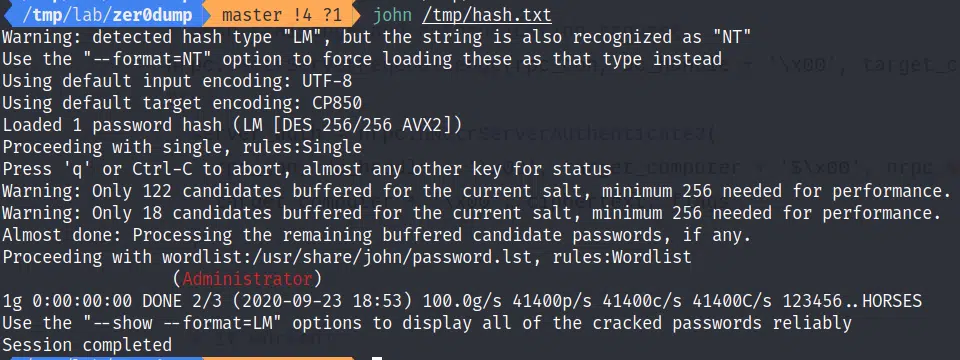 /tmp/lab/zer0dump master !4 ?1 john /tmp/hash.txt
Warning: detected hash type "LM", but the string is also recognized as "NT"
Use the "--format=NT" option to force loading these as that type instead
Using default input encoding: UTF-8
Using default target encoding: CP850
Loaded 1 password hash (LM [DES 256/256 AVX2])
Proceeding with single, rules:Single
Press 'q' or Ctrl-C to abort, almost any other key for status
Warning: Only 122 candidates buffered for the current salt, minimum 256 needed for performance.
Warning: Only 18 candidates buffered for the current salt, minimum 256 needed for performance.
Almost done: Processing the remaining buffered candidate passwords, if any.
Proceeding with wordlist:/usr/share/john/password.lst, rules:Wordlist
(Administrator)
1g 0:00:00:00 DONE 2/3 (2020-09-23 18:53) 100.0g/s 41400p/s 41400c/s 41400C/s 123456..HORSES
Use the "--show --format=LM" options to display all of the cracked passwords reliably
Session completed